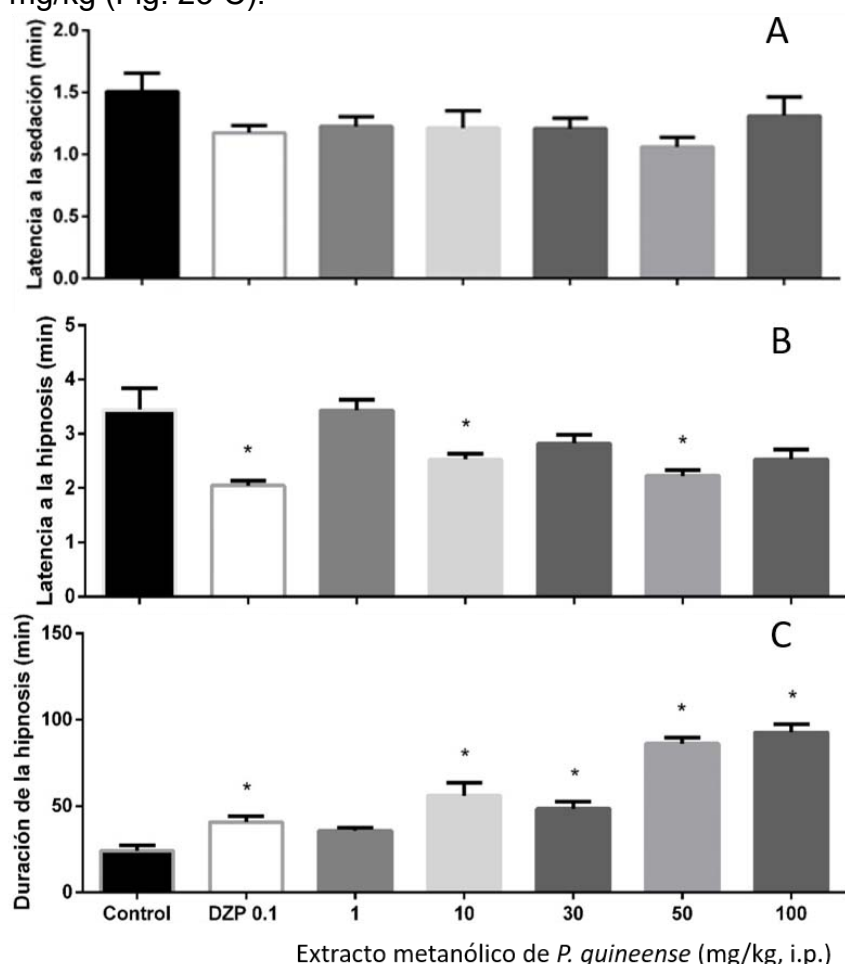 mg/kg (Fig. C).
A
Latencia a la sedación (min)
2.0
1.5
1.0
0.5
0.0
B
Latencia a la hipnosis (min)
5
4
3
2
1
0
* * *
C
Duración de la hipnosis (min)
150
100
50
0
* * * * *
Control DZP 0.1 1 10 30 50 100
Extracto metanólico de P. quineense (mg/kg, i.p.)